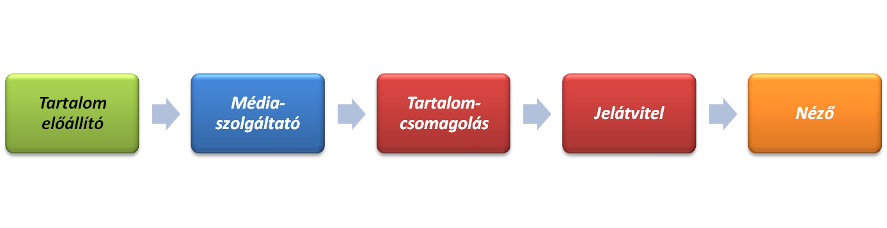 Tartalom
előállító
Média-
szolgáltató
Tartalom-
csomagolás
Jelátvitel
Néző